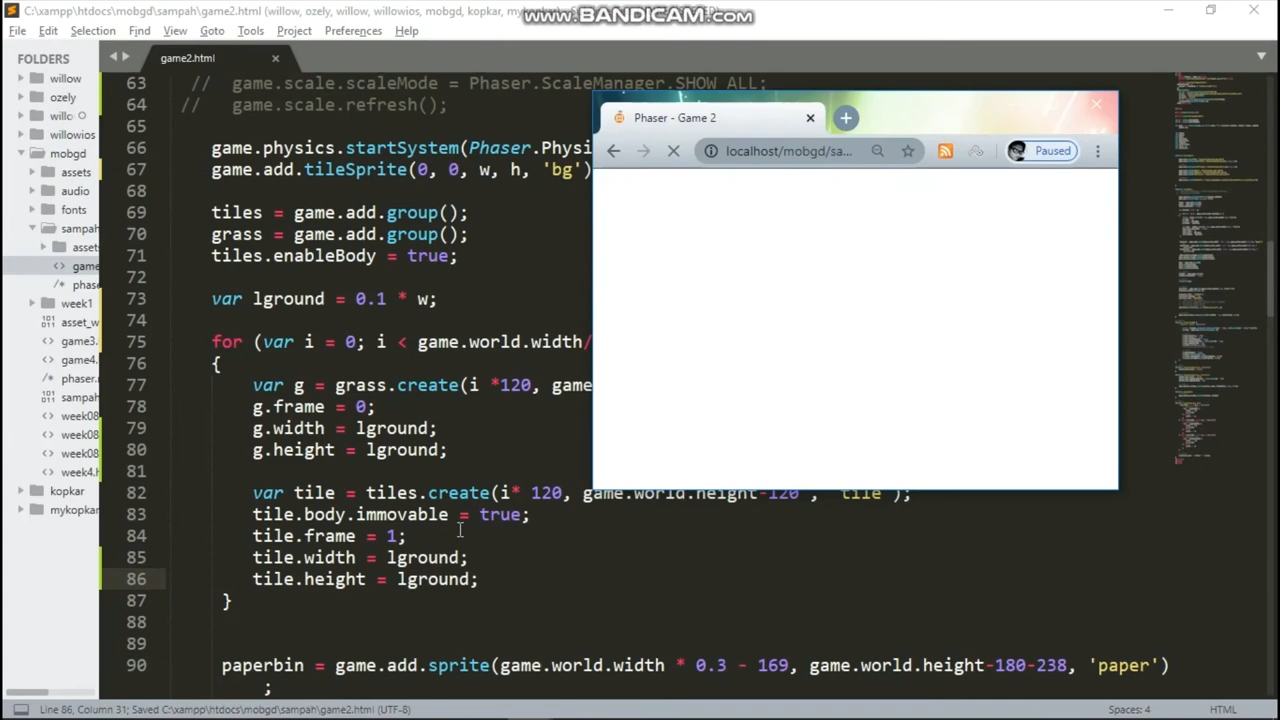 C:\xampp\htdocs\mobgd\sampah\game2.html (willow, ozely, willow, willowios, mobgd, kopkar, myko
www.BANDICAM.com
File Edit Selection Find View Goto Tools Project Preferences Help
FOLDERS
willow
ozely
willo
willowios
mobgd
assets
audio
fonts
sampah
assets
game
phase
week1
asset_w
game3.
game4.
phaser.
sampah
week08
week08
week08
week4.h
kopkar
mykopkar
game2.html
63 // game.scale.scaleMode = Phaser.ScaleManager.SHOW_ALL;
64 // game.scale.refresh();
65
66 game.physics.startSystem(Phaser.Physi
67 game.add.tileSprite(0, 0, w, h, 'bg')
68
69 tiles = game.add.group();
70 grass = game.add.group();
71 tiles.enableBody = true;
72
73 var lground = 0.1 * w;
74
75 for (var i = 0; i < game.world.width/
76 {
77 var g = grass.create(i *120, game
78 g.frame = 0;
79 g.width = lground;
80 g.height = lground;
81
82 var tile = tiles.create(i* 120, game.world.height-120 , 'tile');
83 tile.body.immovable = true;
84 tile.frame = 1;
85 tile.width = lground;
86 tile.height = lground;
87 }
88
89
90 paperbin = game.add.sprite(game.world.width * 0.3 - 169, game.world.height-180-238, 'paper')
;
Phaser - Game 2
localhost/mobgd/sa...
Paused
Line 86, Column 31; Saved C:\xampp\htdocs\mobgd\sampah\game2.html (UTF-8)
Spaces: 4
HTML